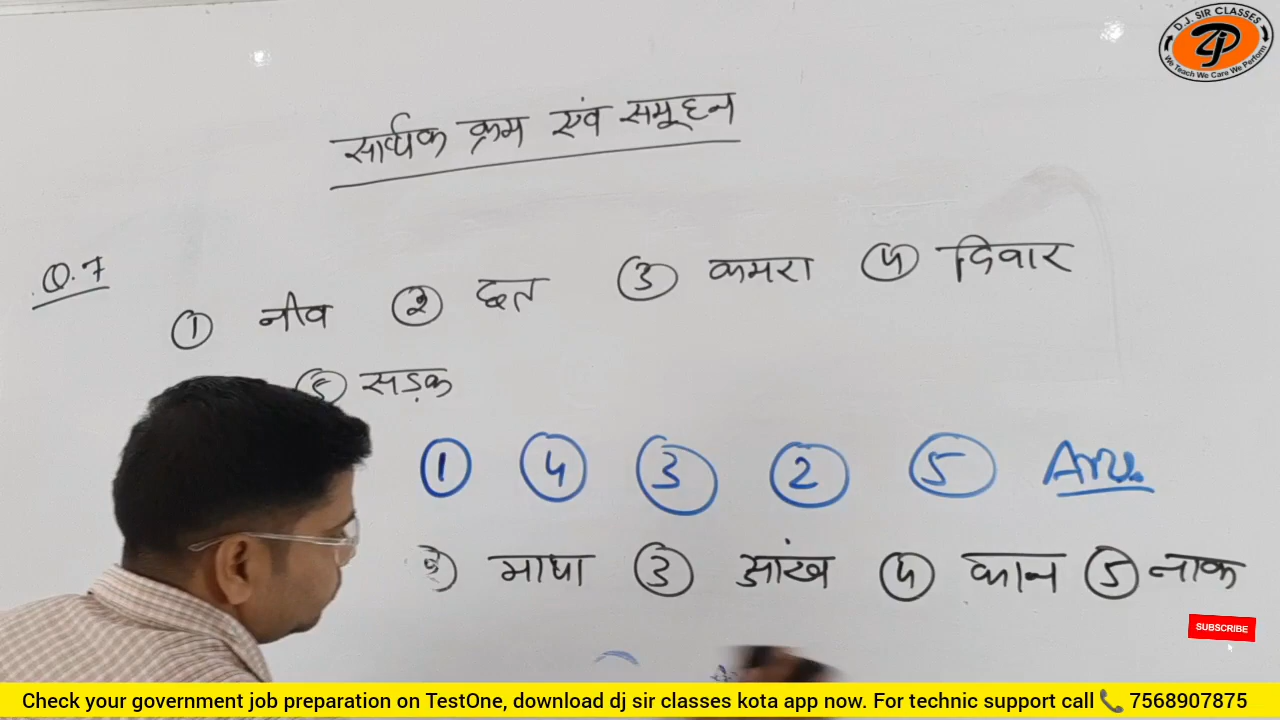 D.J. SIR CLASSES
DJ
We Teach We Care We Perform
सार्थक क्रम एवं समूहन
Q.7
① नीव ② छत ③ कमरा ④ दिवार
⑤ सड़क
① ④ ③ ② ⑤ Ans.
② माथा ③ आंख ④ कान ⑤ नाक
SUBSCRIBE
Check your government job preparation on TestOne, download dj sir classes kota app now. For technic support call 📞 7568907875